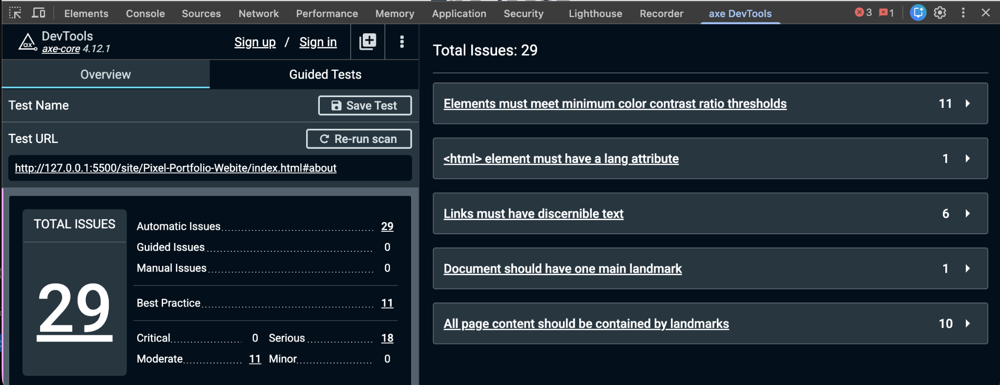 Elements Console Sources Network Performance Memory Application Security Lighthouse Recorder axe DevTools 3 1
DevTools
axe-core 4.12.1
Sign up / Sign in
Overview Guided Tests
Test Name Save Test
Test URL Re-run scan
http://127.0.0.1:5500/site/Pixel-Portfolio-Webite/index.html#about
TOTAL ISSUES
29
Automatic Issues 29
Guided Issues 0
Manual Issues 0
Best Practice 11
Critical 0 Serious 18
Moderate 11 Minor 0
Total Issues: 29
Elements must meet minimum color contrast ratio thresholds 11
<html> element must have a lang attribute 1
Links must have discernible text 6
Document should have one main landmark 1
All page content should be contained by landmarks 10